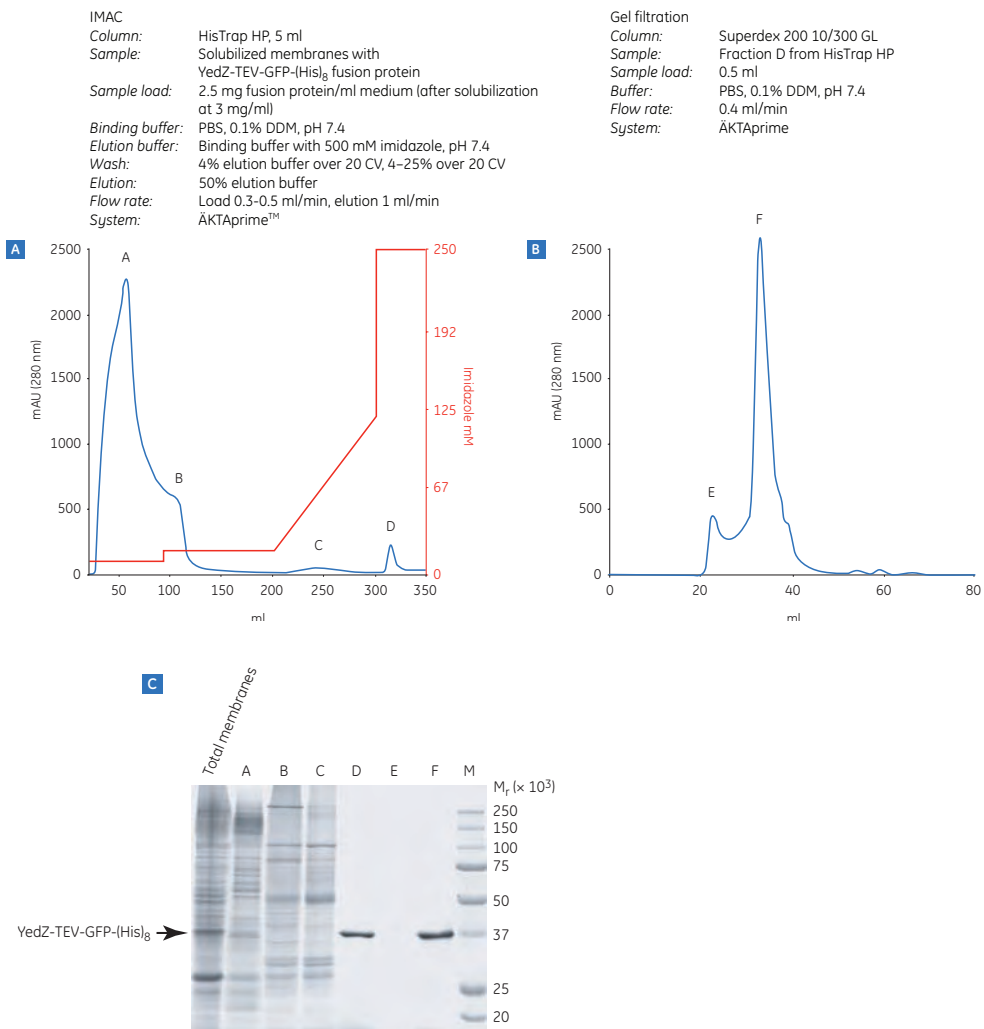 IMAC
Column: HisTrap HP, 5 ml
Sample: Solubilized membranes with
YedZ-TEV-GFP-(His)8 fusion protein
Sample load: 2.5 mg fusion protein/ml medium (after solubilization
at 3 mg/ml)
Binding buffer: PBS, 0.1% DDM, pH 7.4
Elution buffer: Binding buffer with 500 mM imidazole, pH 7.4
Wash: 4% elution buffer over 20 CV, 4–25% over 20 CV
Elution: 50% elution buffer
Flow rate: Load 0.3-0.5 ml/min, elution 1 ml/min
System: ÄKTAprime™
Gel filtration
Column: Superdex 200 10/300 GL
Sample: Fraction D from HisTrap HP
Sample load: 0.5 ml
Buffer: PBS, 0.1% DDM, pH 7.4
Flow rate: 0.4 ml/min
System: ÄKTAprime
A
2500
2000
1500
1000
500
0
mAU (280 nm)
A
B
C
D
250
192
125
67
0
Imidazole mM
50 100 150 200 250 300 350
ml
B
2500
2000
1500
1000
500
0
mAU (280 nm)
E
F
0 20 40 60 80
ml
C
Total membranes A B C D E F M
Mr (× 10³)
250
150
100
75
50
YedZ-TEV-GFP-(His)8 37
25
20